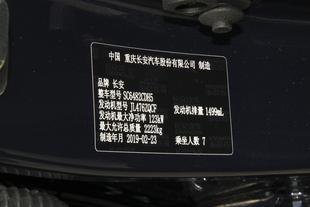 中国 重庆长安汽车股份有限公司 制造
品牌 长安
整车型号 SC6482CDH5
发动机型号 JL476ZQCF 发动机排量 1499mL
发动机最大净功率 123kW
最大允许总质量 2223kg
制造年月 2019-02-23 乘坐人数 7